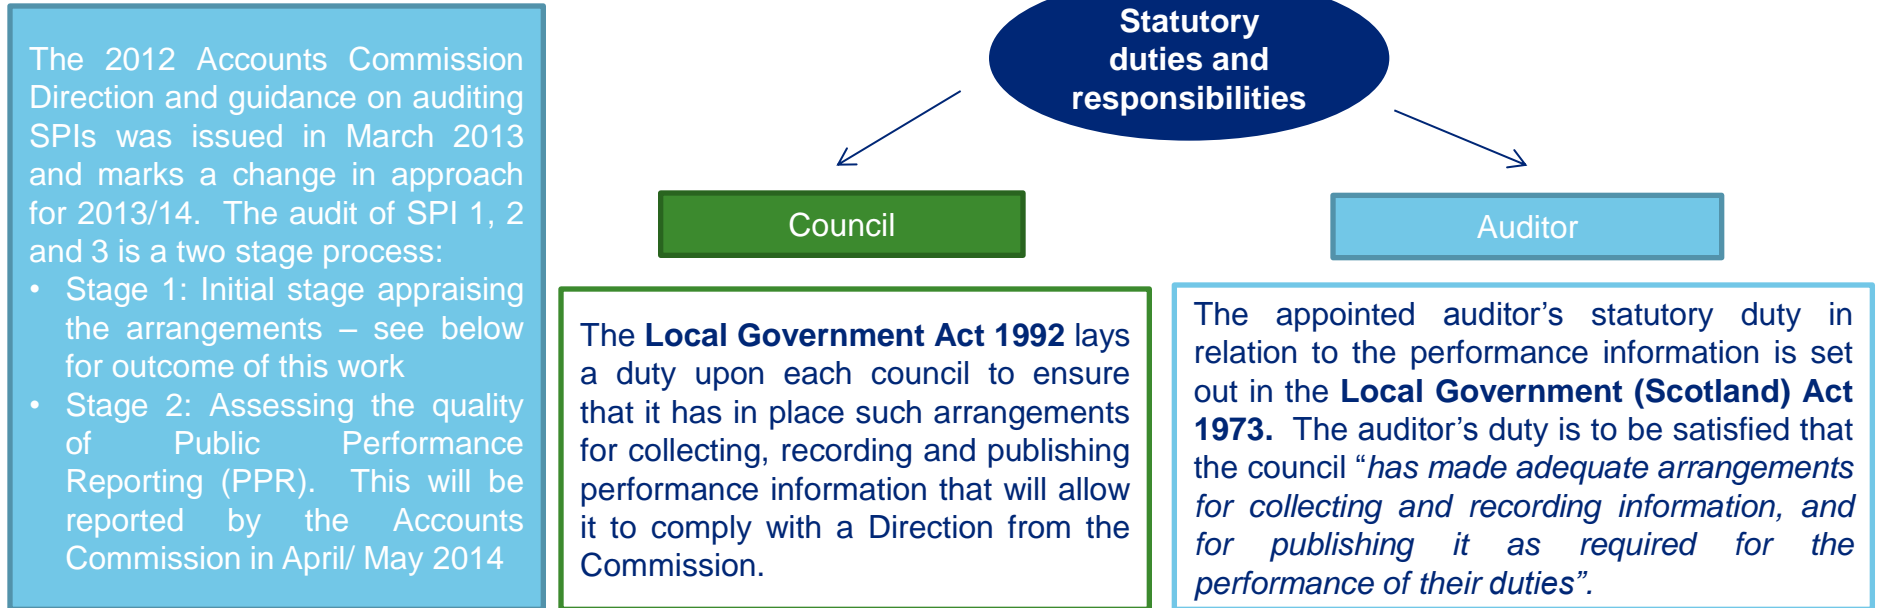 The 2012 Accounts Commission
Direction and guidance on auditing
SPIs was issued in March 2013
and marks a change in approach
for 2013/14. The audit of SPI 1, 2
and 3 is a two stage process:
• Stage 1: Initial stage appraising
the arrangements – see below
for outcome of this work
• Stage 2: Assessing the quality
of Public Performance
Reporting (PPR). This will be
reported by the Accounts
Commission in April/ May 2014
Statutory
duties and
responsibilities
Council
The Local Government Act 1992 lays
a duty upon each council to ensure
that it has in place such arrangements
for collecting, recording and publishing
performance information that will allow
it to comply with a Direction from the
Commission.
Auditor
The appointed auditor’s statutory duty in
relation to the performance information is set
out in the Local Government (Scotland) Act
1973. The auditor’s duty is to be satisfied that
the council “has made adequate arrangements
for collecting and recording information, and
for publishing it as required for the
performance of their duties”.